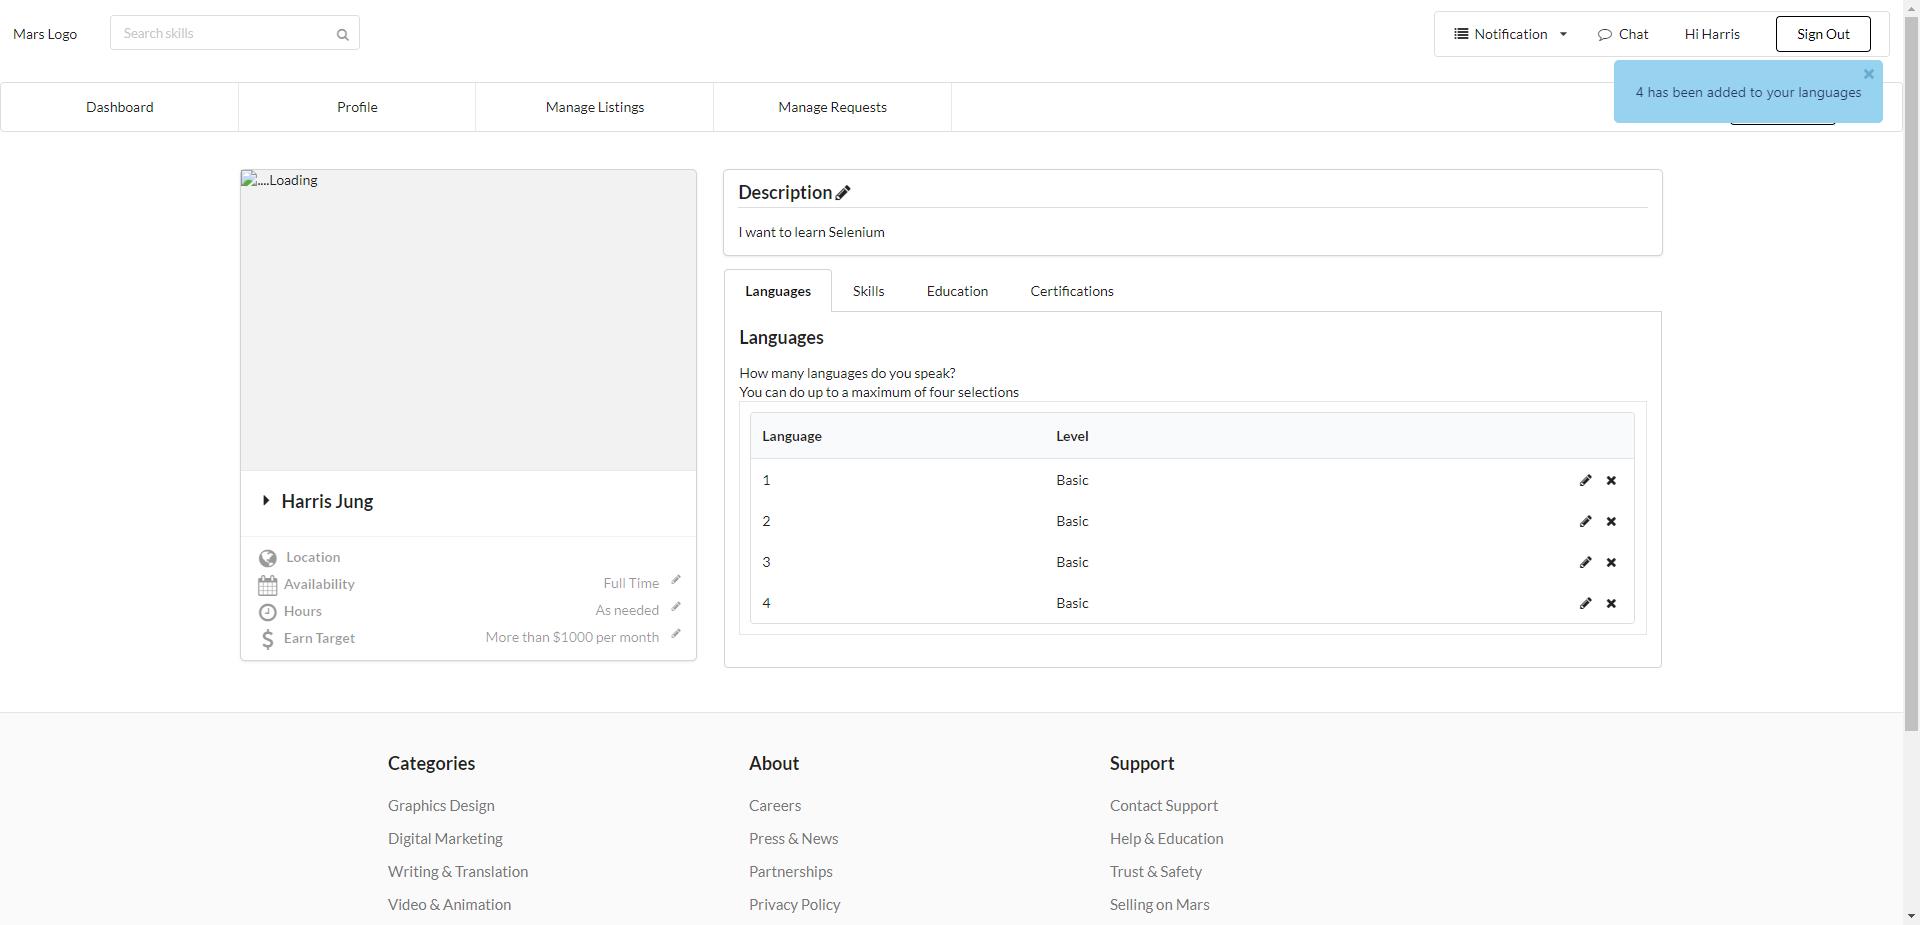 Mars Logo
Search skills
Notification
Chat
Hi Harris
Sign Out
4 has been added to your languages
Dashboard
Profile
Manage Listings
Manage Requests
....Loading
Harris Jung
Location
Availability Full Time
Hours As needed
Earn Target More than $1000 per month
Description
I want to learn Selenium
Languages Skills Education Certifications
Languages
How many languages do you speak?
You can do up to a maximum of four selections
Language Level
1 Basic
2 Basic
3 Basic
4 Basic
Categories
Graphics Design
Digital Marketing
Writing & Translation
Video & Animation
About
Careers
Press & News
Partnerships
Privacy Policy
Support
Contact Support
Help & Education
Trust & Safety
Selling on Mars